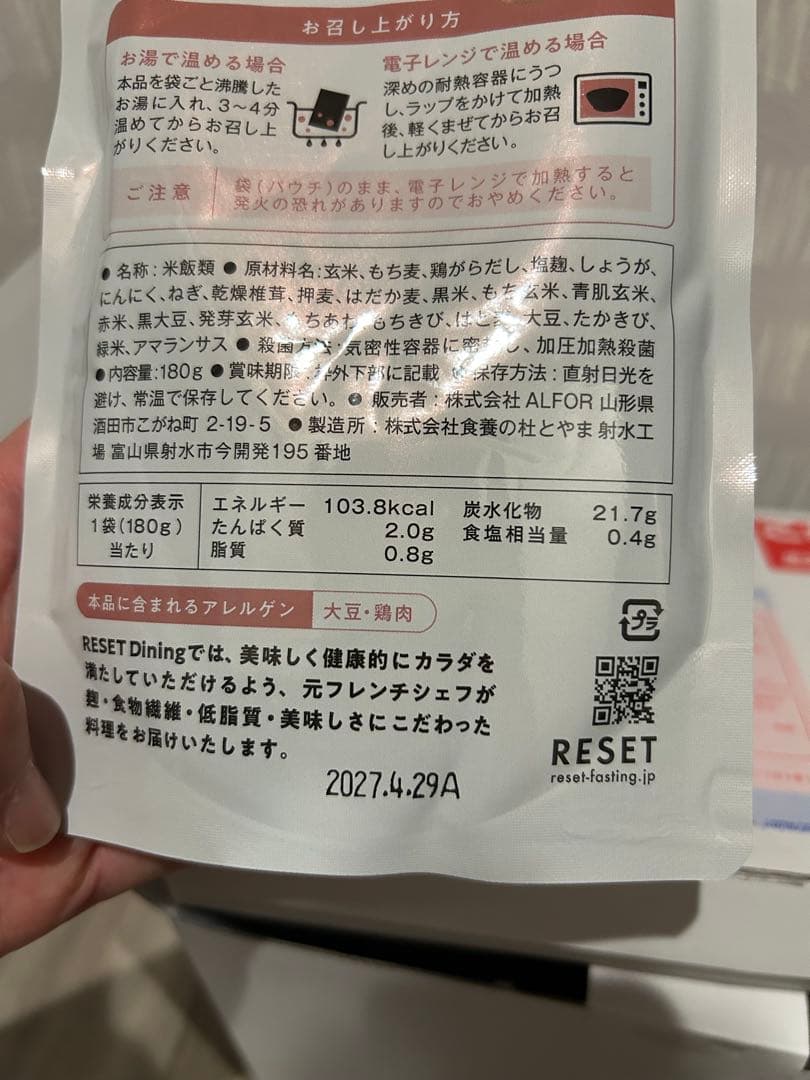 お召し上がり方
お湯で温める場合
本品を袋ごと沸騰した
お湯に入れ、3〜4分
温めてからお召し上
がりください。
電子レンジで温める場合
深めの耐熱容器にうつ
し、ラップをかけて加熱
後、軽くまぜてからお召
し上がりください。
ご注意
袋(パウチ)のまま、電子レンジで加熱すると
発火の恐れがありますのでおやめください。
● 名称:米飯類 ● 原材料名:玄米、もち麦、鶏がらだし、塩麹、しょうが、
にんにく、ねぎ、乾燥椎茸、押麦、はだか麦、黒米、もち玄米、青肌玄米、
赤米、黒大豆、発芽玄米、もちあわ、もちきび、はと麦、大豆、たかきび、
緑米、アマランサス ● 殺菌方法:気密性容器に密封し、加圧加熱殺菌
●内容量:180g ● 賞味期限:枠外下部に記載 ● 保存方法:直射日光を
避け、常温で保存してください。● 販売者:株式会社 ALFOR 山形県
酒田市こがね町 2-19-5 ●製造所:株式会社食養の杜とやま 射水工
場 富山県射水市今開発195番地
栄養成分表示
1袋(180g)
当たり
エネルギー 103.8kcal
たんぱく質 2.0g
脂質 0.8g
炭水化物 21.7g
食塩相当量 0.4g
本品に含まれるアレルゲン 大豆・鶏肉
プラ
RESET Diningでは、美味しく健康的にカラダを
満たしていただけるよう、元フレンチシェフが
麹・食物繊維・低脂質・美味しさにこだわった
料理をお届けいたします。
RESET
reset-fasting.jp
2027.4.29A